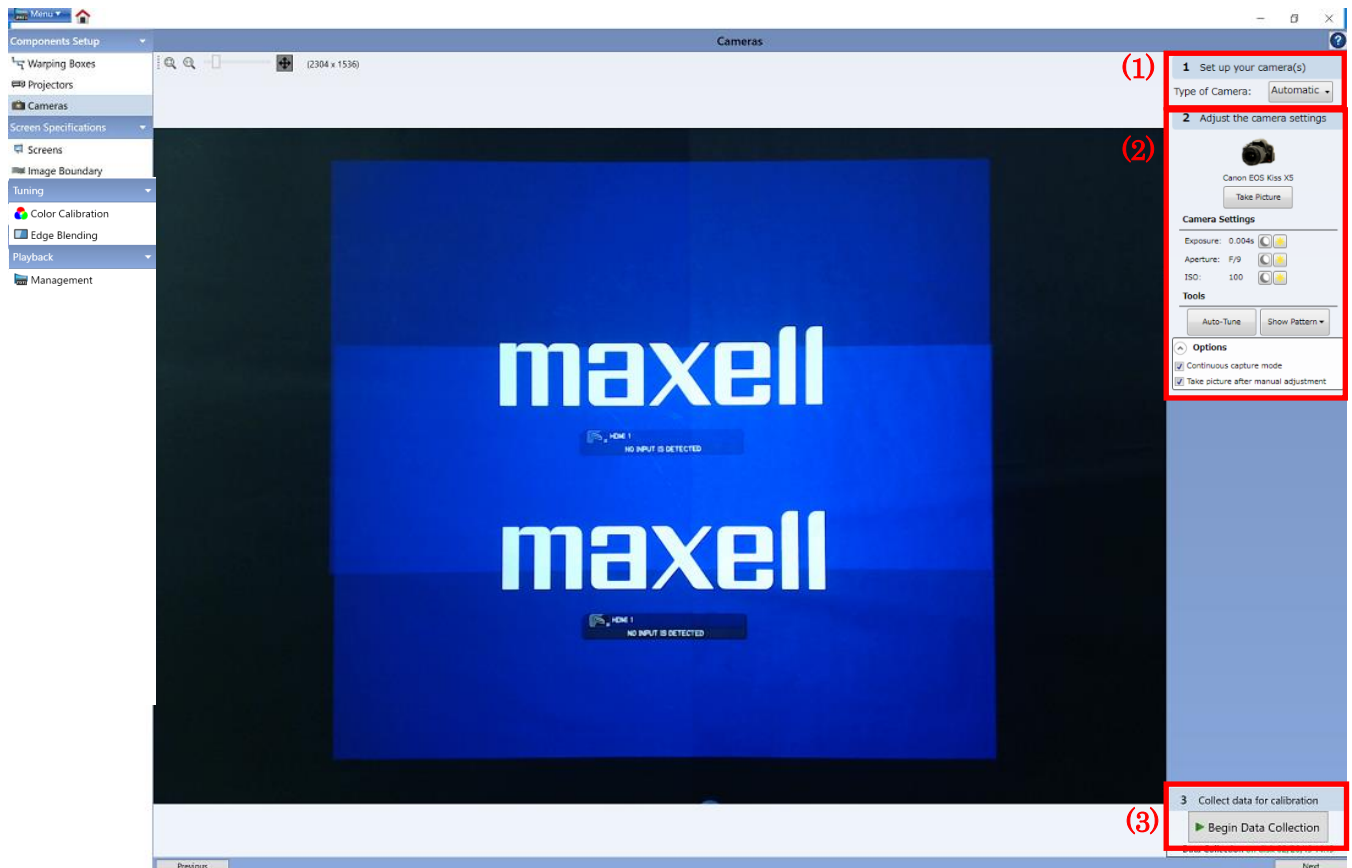 Menu
Components Setup
Cameras
Warping Boxes
Projectors
Cameras
Screen Specifications
Screens
Image Boundary
Tuning
Color Calibration
Edge Blending
Playback
Management
(2304 x 1536)
maxell
HDMI 1
NO INPUT IS DETECTED
maxell
HDMI 1
NO INPUT IS DETECTED
(1)
1 Set up your camera(s)
Type of Camera: Automatic
(2)
2 Adjust the camera settings
Canon EOS Kiss X5
Take Picture
Camera Settings
Exposure: 0.004s
Aperture: F/9
ISO: 100
Tools
Auto-Tune Show Pattern
Options
Continuous capture mode
Take picture after manual adjustment
(3)
3 Collect data for calibration
Begin Data Collection
Previous
Next